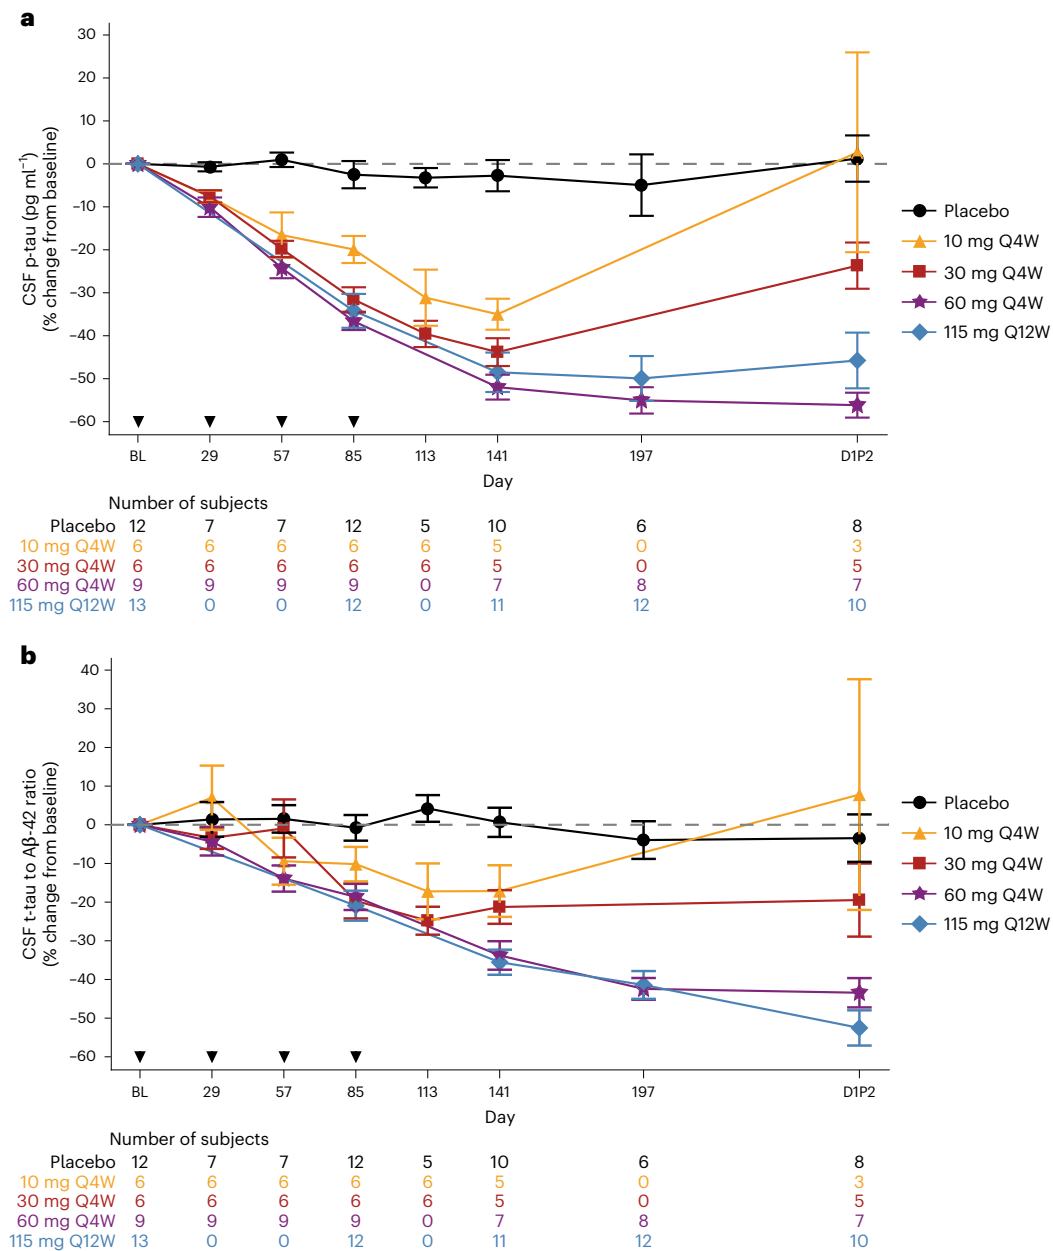 a
CSF p-tau (pg ml⁻¹)
(% change from baseline)
30
20
10
0
–10
–20
–30
–40
–50
–60
BL 29 57 85 113 141 197 D1P2
Day
Placebo
10 mg Q4W
30 mg Q4W
60 mg Q4W
115 mg Q12W
Number of subjects
Placebo 12 7 7 12 5 10 6 8
10 mg Q4W 6 6 6 6 6 5 0 3
30 mg Q4W 6 6 6 6 6 5 0 5
60 mg Q4W 9 9 9 9 0 7 8 7
115 mg Q12W 13 0 0 12 0 11 12 10
b
CSF t-tau to Aβ-42 ratio
(% change from baseline)
40
30
20
10
0
–10
–20
–30
–40
–50
–60
BL 29 57 85 113 141 197 D1P2
Day
Placebo
10 mg Q4W
30 mg Q4W
60 mg Q4W
115 mg Q12W
Number of subjects
Placebo 12 7 7 12 5 10 6 8
10 mg Q4W 6 6 6 6 6 5 0 3
30 mg Q4W 6 6 6 6 6 5 0 5
60 mg Q4W 9 9 9 9 0 7 8 7
115 mg Q12W 13 0 0 12 0 11 12 10